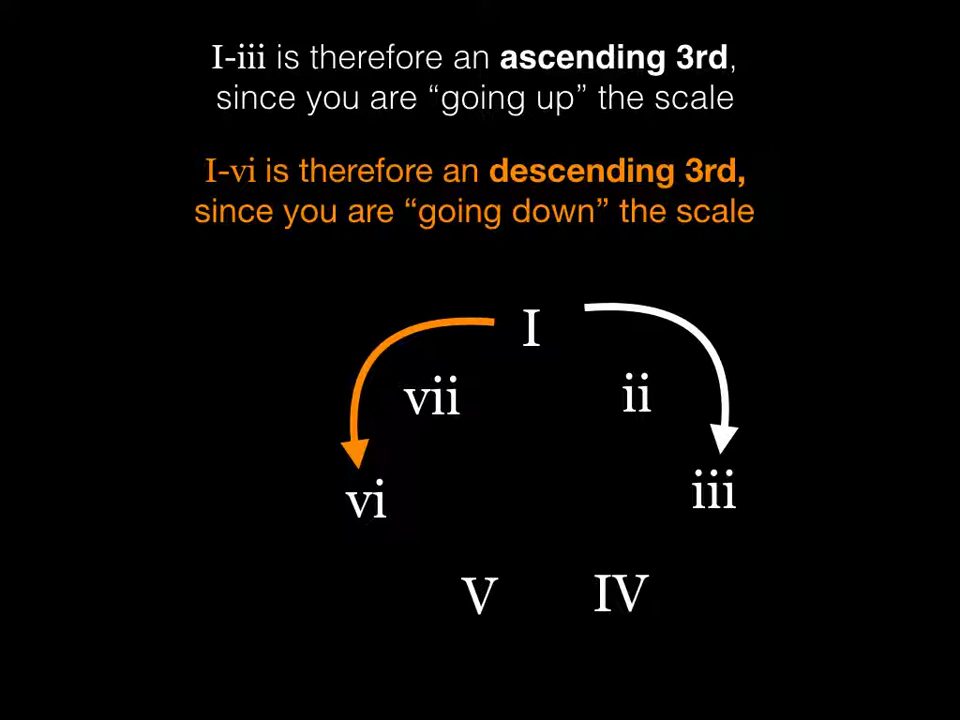 I-iii is therefore an ascending 3rd,
since you are “going up” the scale
I-vi is therefore an descending 3rd,
since you are “going down” the scale
I
vii ii
vi iii
V IV